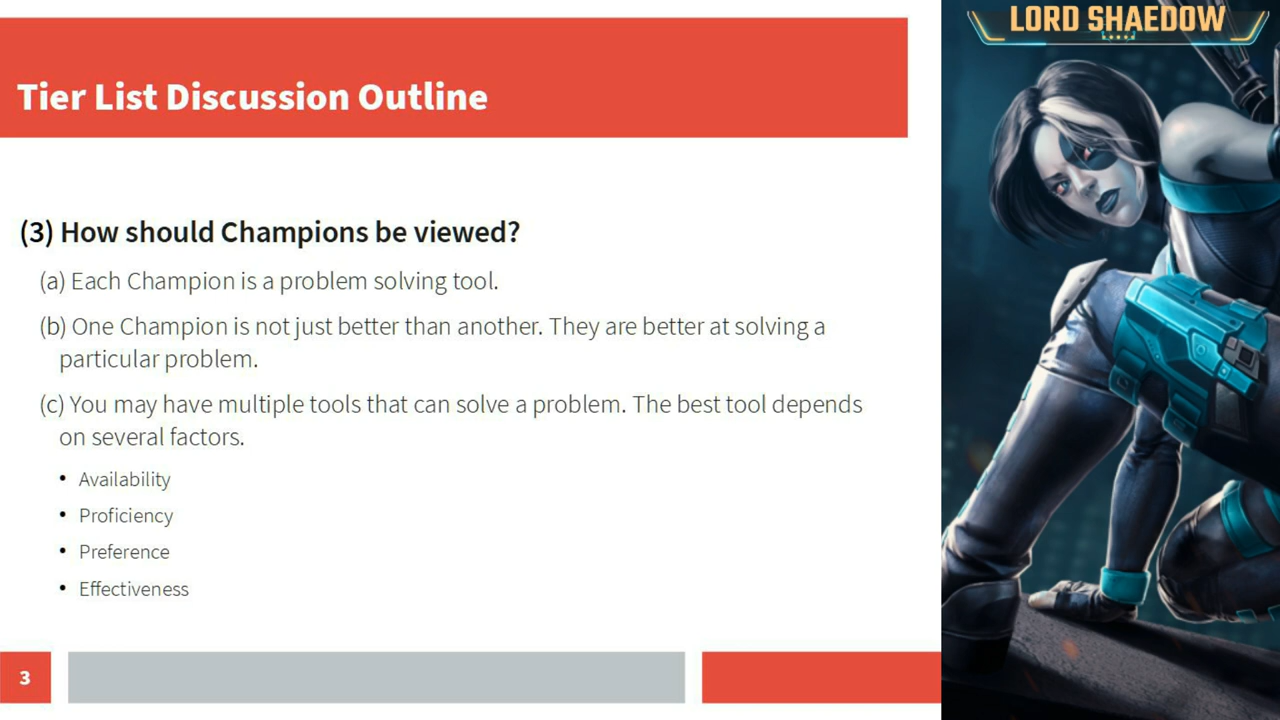 LORD SHAEDOW
Tier List Discussion Outline
(3) How should Champions be viewed?
(a) Each Champion is a problem solving tool.
(b) One Champion is not just better than another. They are better at solving a
particular problem.
(c) You may have multiple tools that can solve a problem. The best tool depends
on several factors.
• Availability
• Proficiency
• Preference
• Effectiveness
3